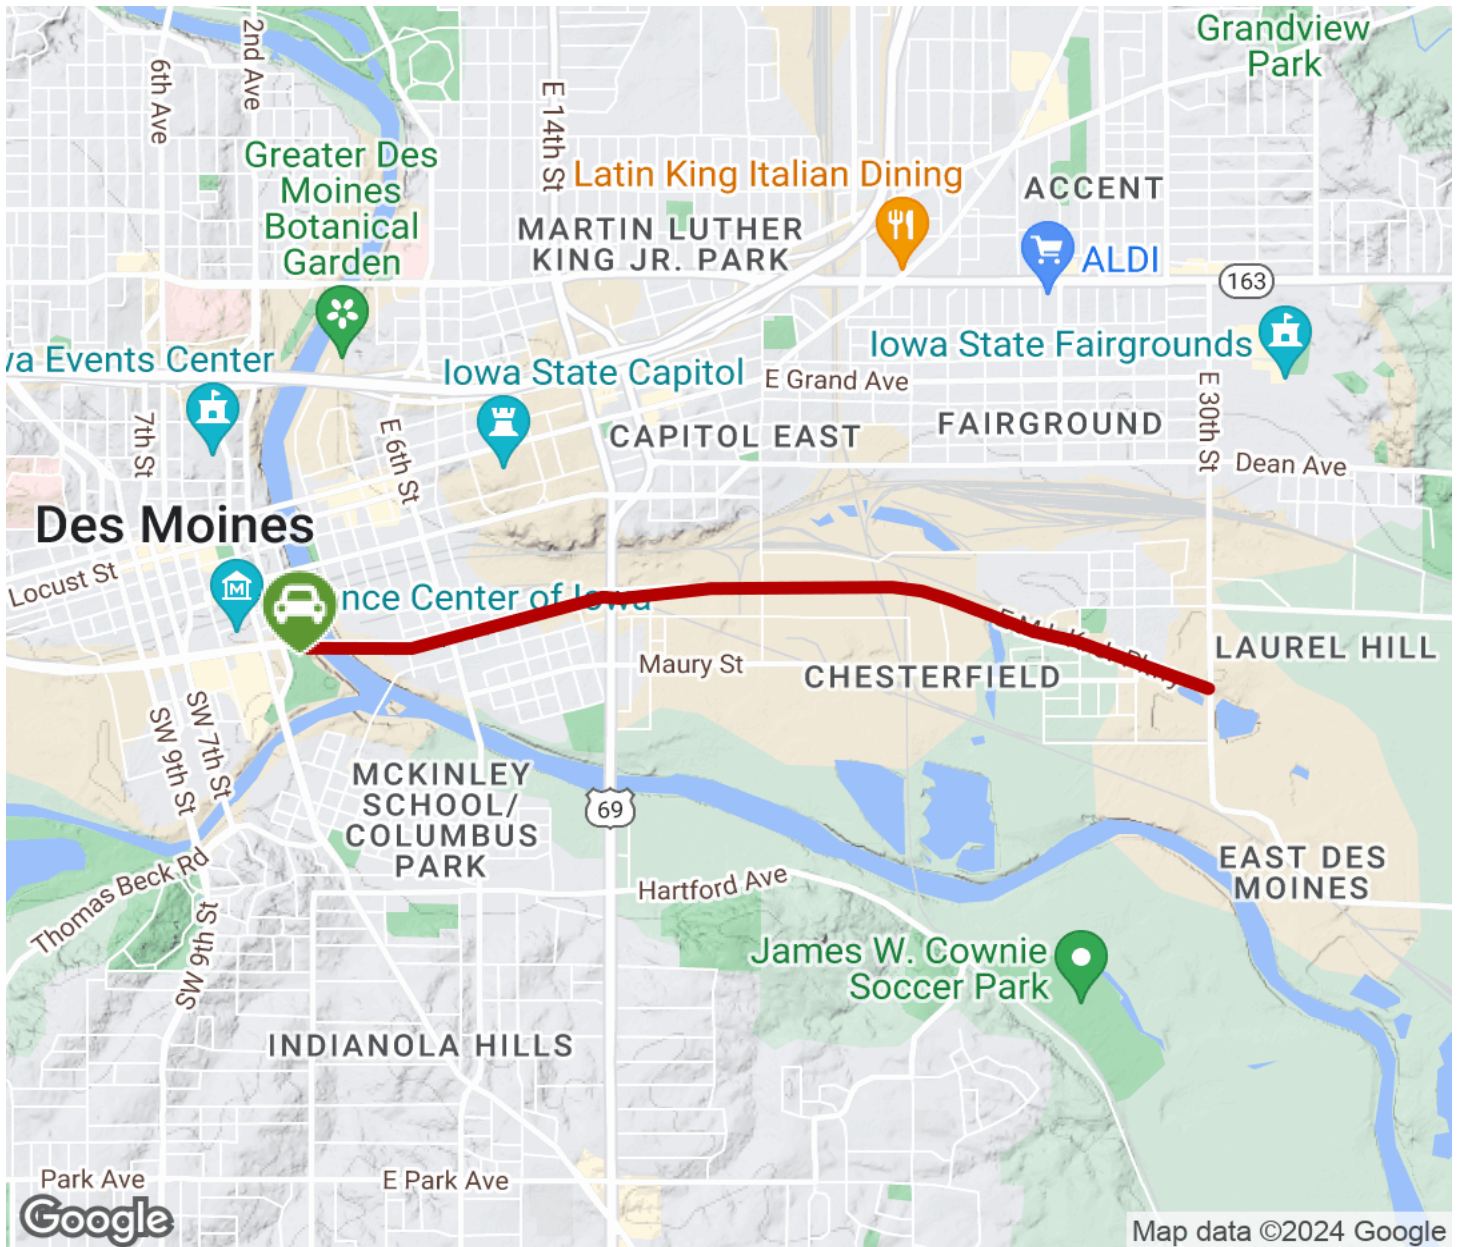 Grandview
Park
2nd Ave
6th Ave
E 14th St
Greater Des
Moines
Botanical
Garden
Latin King Italian Dining
ACCENT
MARTIN LUTHER
KING JR. PARK
ALDI
163
va Events Center
Iowa State Capitol
Iowa State Fairgrounds
E Grand Ave
7th St
E 6th St
CAPITOL EAST
FAIRGROUND
E 30th St
Dean Ave
Des Moines
Locust St
M
nce Center of Iowa
Maury St
CHESTERFIELD
LAUREL HILL
SW 7th St
SW 9th St
MCKINLEY
SCHOOL/
COLUMBUS
PARK
69
Thomas Beck Rd
SW 9th St
Hartford Ave
EAST DES
MOINES
James W. Cownie
Soccer Park
INDIANOLA HILLS
Park Ave
E Park Ave
Google
Map data ©2024 Google